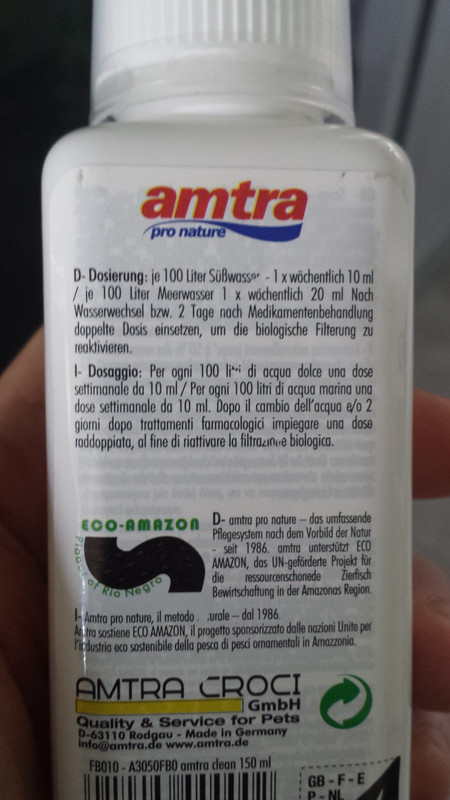 amtra
pro nature
D- Dosierung: je 100 Liter Süßwasser - 1 x wöchentlich 10 ml
/ je 100 Liter Meerwasser 1 x wöchentlich 20 ml Nach
Wasserwechsel bzw. 2 Tage nach Medikamentenbehandlung
doppelte Dosis einsetzen, um die biologische Filterung zu
reaktivieren.
I- Dosaggio: Per ogni 100 litri di acqua dolce una dose
settimanale da 10 ml / Per ogni 100 litri di acqua marina una
dose settimanale da 10 ml. Dopo il cambio dell'acqua e/o 2
giorni dopo trattamenti farmacologici impiegare una dose
raddoppiata, al fine di riattivare la filtrazione biologica.
ECO-AMAZON
Product of Rio Negro
D- amtra pro nature – das umfassende
Pflegesystem nach dem Vorbild der Natur
- seit 1986. amtra unterstützt ECO
AMAZON, das UN-geförderte Projekt für
die ressourcenschonede Zierfisch
Bewirtschaftung in der Amazonas Region.
I- Amtra pro nature, il metodo urale – dal 1986.
Amtra sostiene ECO AMAZON, il progetto sponsorizzato dalle nazioni Unite per
l'industria eco sostenibile della pesca di pesci ornamentali in Amazzonia.
AMTRA CROCI
GmbH
Quality & Service for Pets
D-63110 Rodgau - Made in Germany
info@amtra.de www.amtra.de
FB010 - A3050FB0 amtra clean 150 ml
GB - F - E
P - NL